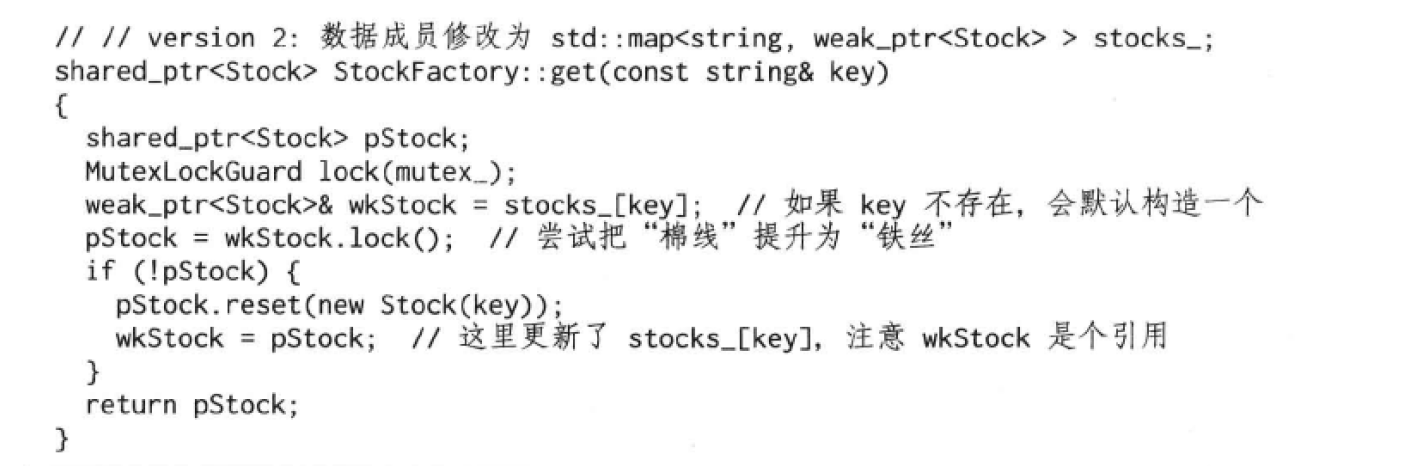 // // version 2: 数据成员修改为 std::map<string, weak_ptr<Stock> > stocks_;
shared_ptr<Stock> StockFactory::get(const string& key)
{
  shared_ptr<Stock> pStock;
  MutexLockGuard lock(mutex_);
  weak_ptr<Stock>& wkStock = stocks_[key];  // 如果 key 不存在，会默认构造一个
  pStock = wkStock.lock();  // 尝试把“棉线”提升为“铁丝”
  if (!pStock) {
    pStock.reset(new Stock(key));
    wkStock = pStock;  // 这里更新了 stocks_[key]，注意 wkStock 是个引用
  }
  return pStock;
}